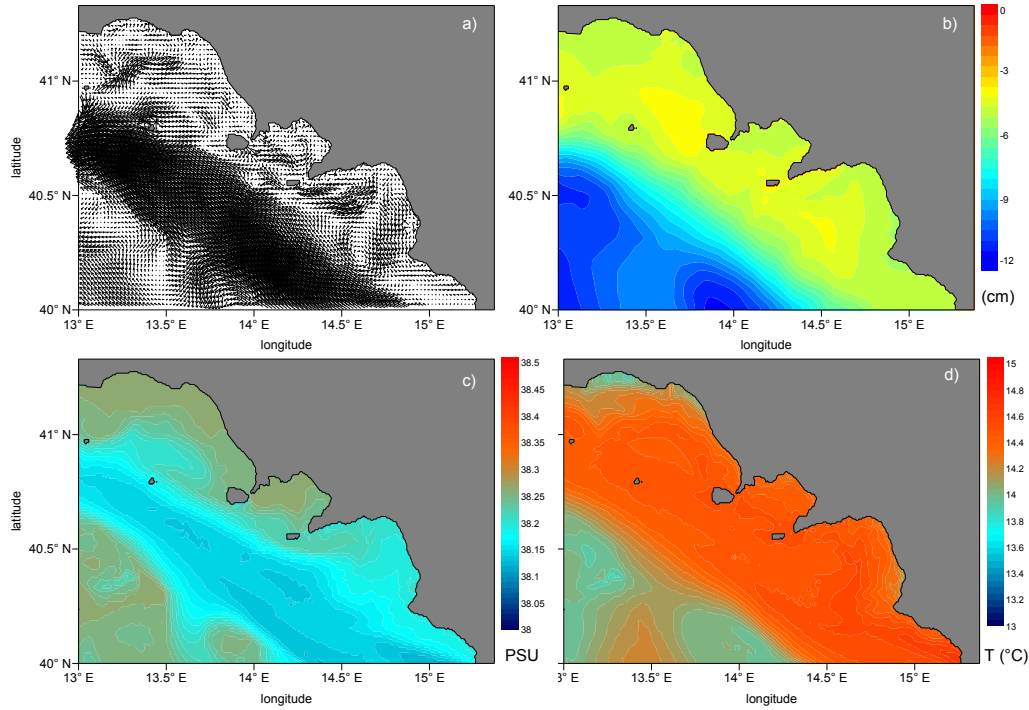 a)
latitude
41° N
40.5° N
40° N
13° E
13.5° E
14° E
14.5° E
15° E
longitude
b)
0
-3
-6
-9
-12
(cm)
40° N
13° E
13.5° E
14° E
14.5° E
15° E
longitude
c)
latitude
41° N
40.5° N
40° N
13° E
13.5° E
14° E
14.5° E
15° E
longitude
38.5
38.45
38.4
38.35
38.3
38.25
38.2
38.15
38.1
38.05
38
PSU
d)
3° E
13.5° E
14° E
14.5° E
15° E
longitude
15
14.8
14.6
14.4
14.2
14
13.8
13.6
13.4
13.2
13
T (°C)